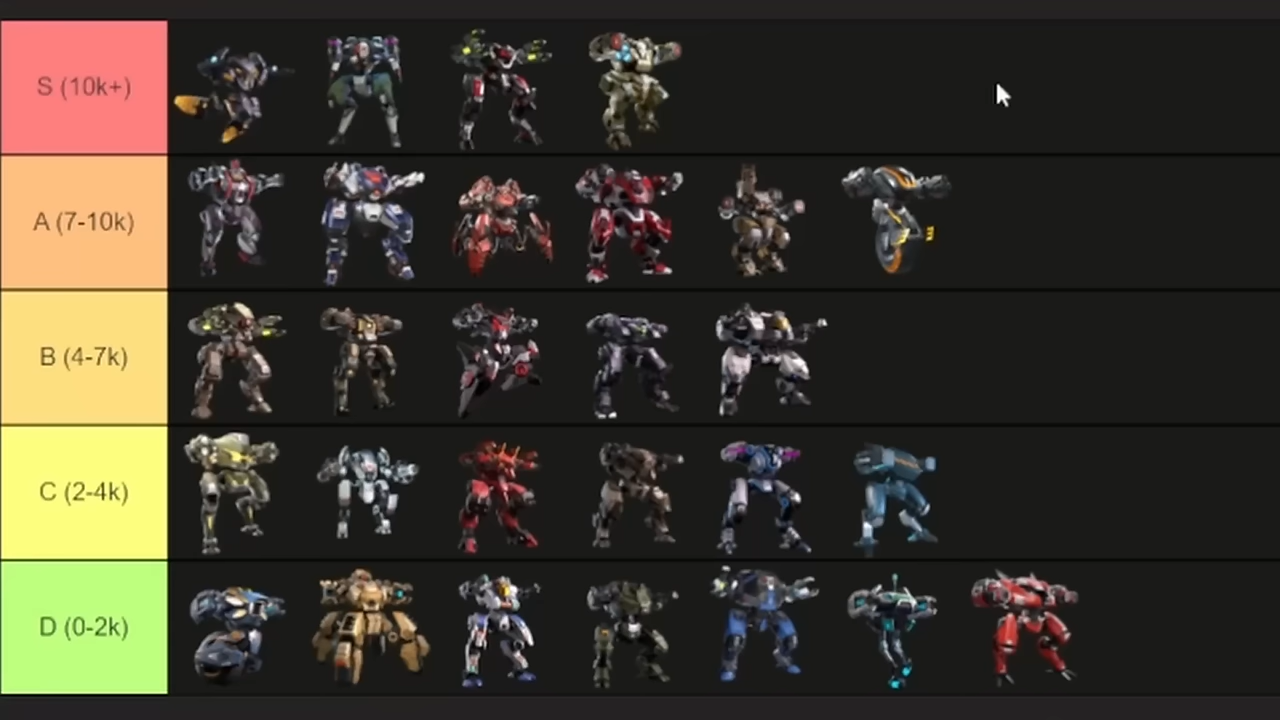 S (10k+)
A (7-10k)
B (4-7k)
C (2-4k)
D (0-2k)